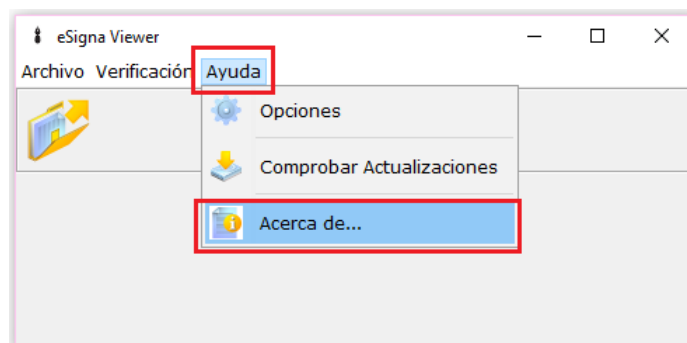 eSigna Viewer
Archivo Verificación Ayuda
Opciones
Comprobar Actualizaciones
Acerca de...